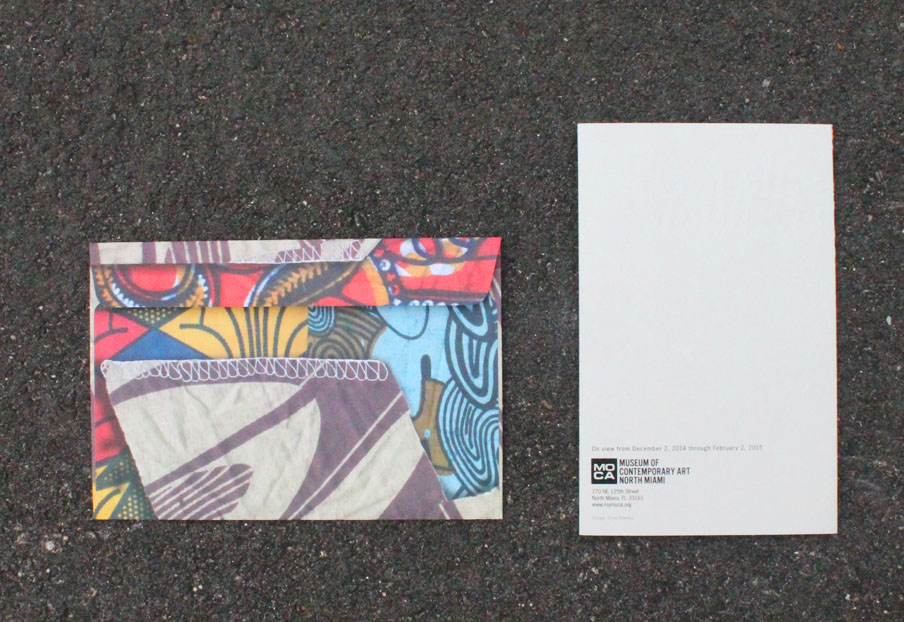 On view from December 2, 2014 through February 2, 2015
MO
CA
MUSEUM OF
CONTEMPORARY ART
NORTH MIAMI
770 NE 125th Street
North Miami, FL 33161
www.mamoca.org